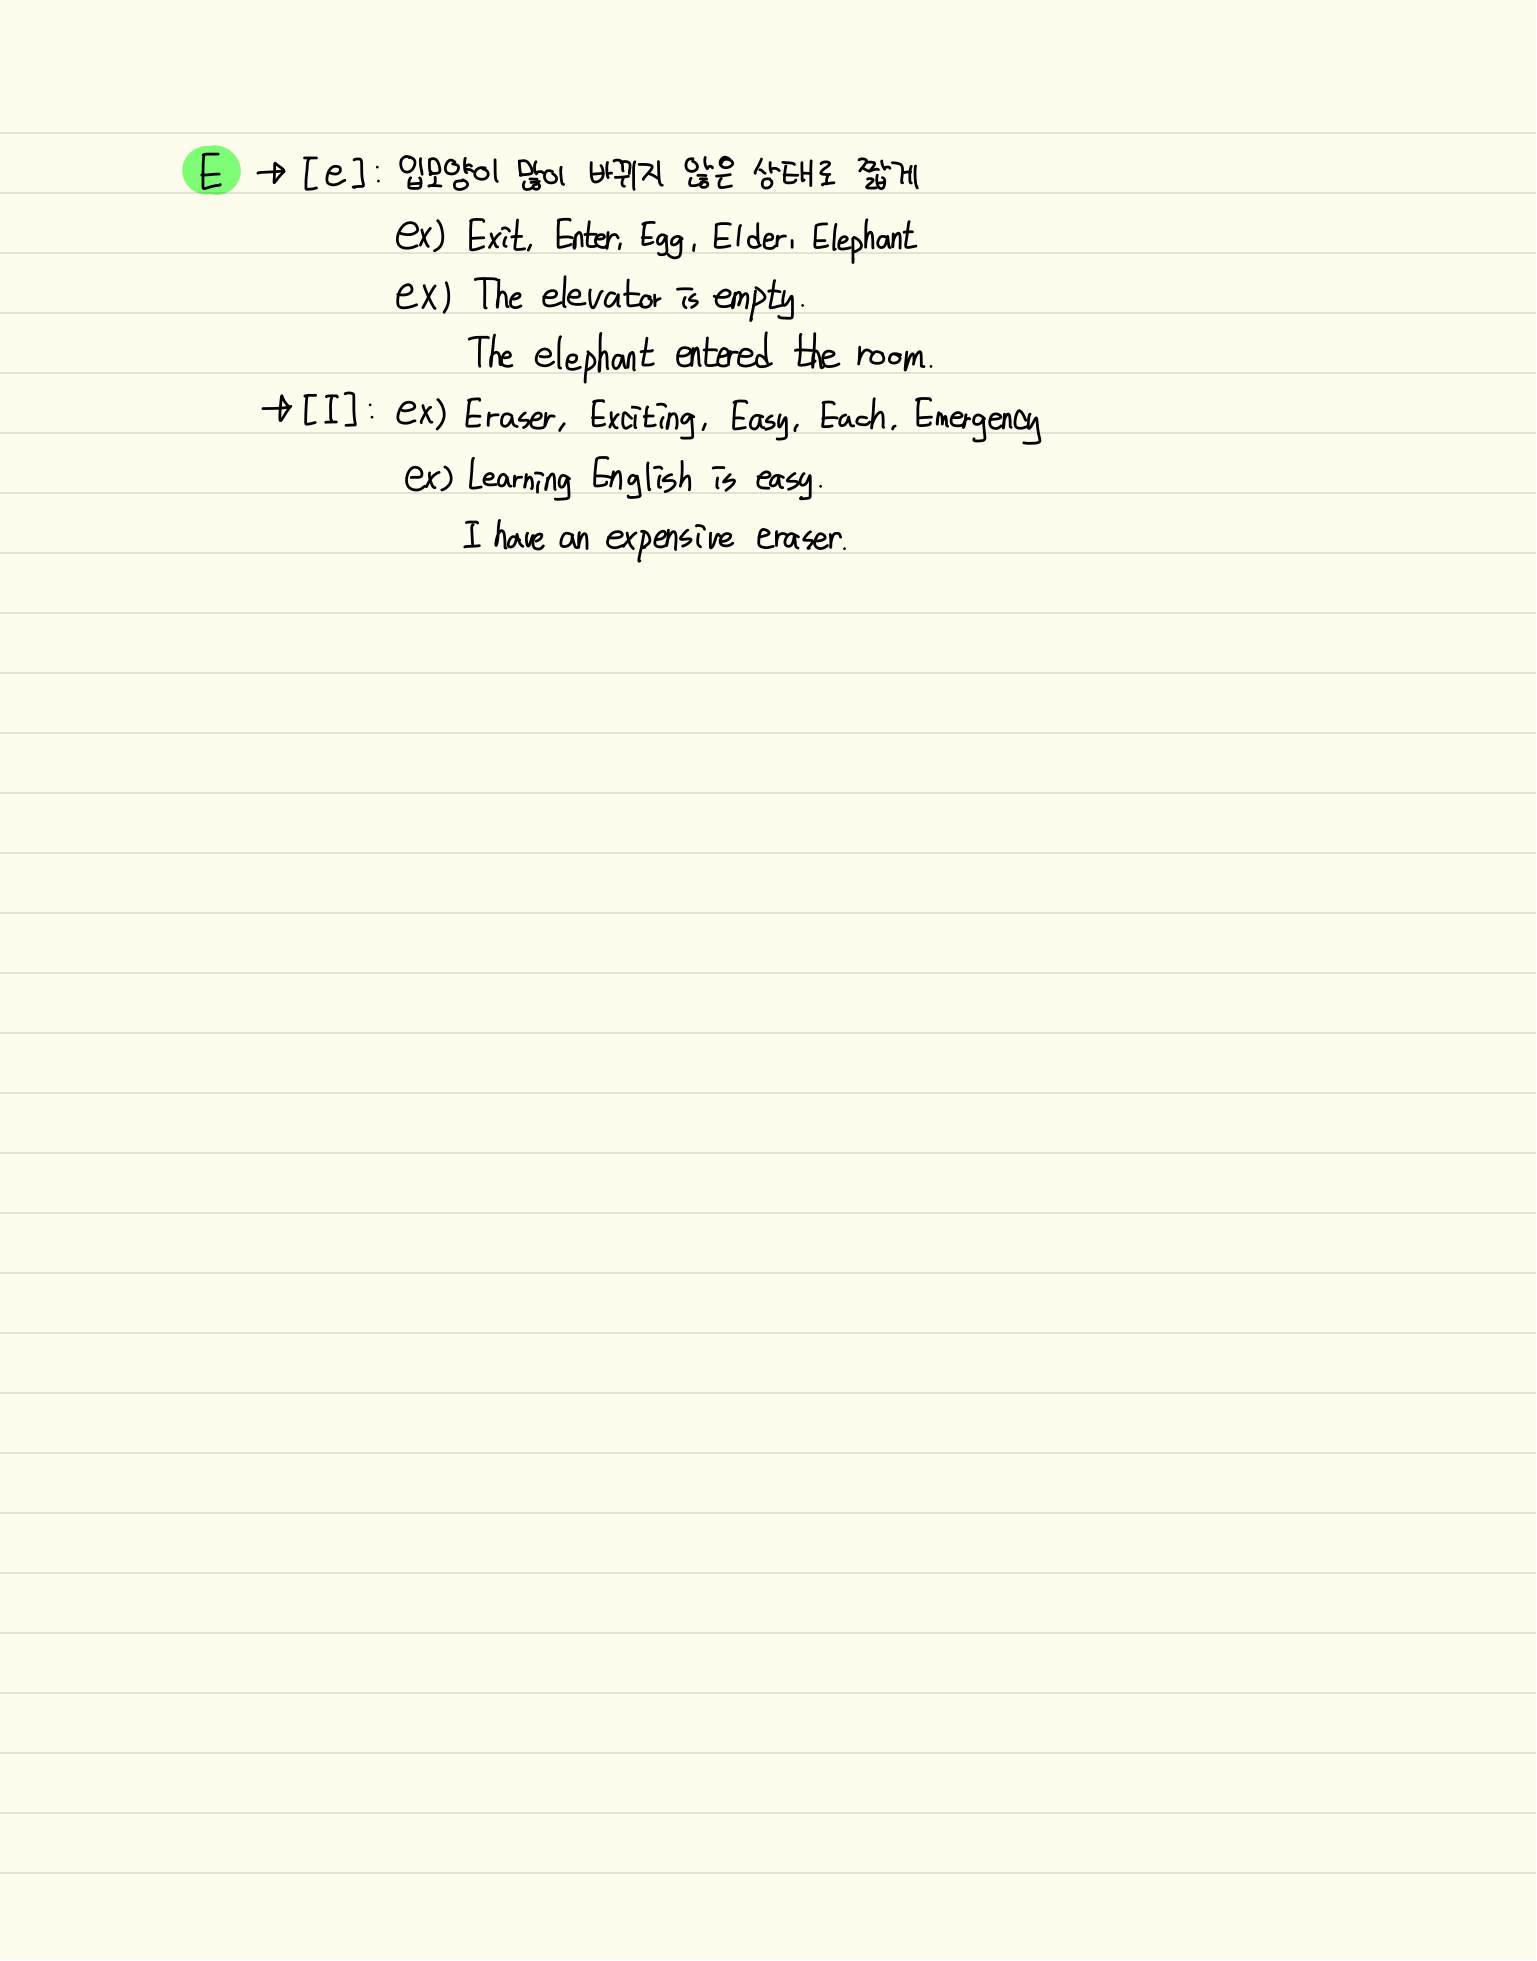 E → [e]: 입모양이 많이 바뀌지 않은 상태로 짧게
ex) Exit, Enter, Egg, Elder, Elephant
ex) The elevator is empty.
The elephant entered the room.
→ [I]: ex) Eraser, Exciting, Easy, Each, Emergency
ex) Learning English is easy.
I have an expensive eraser.